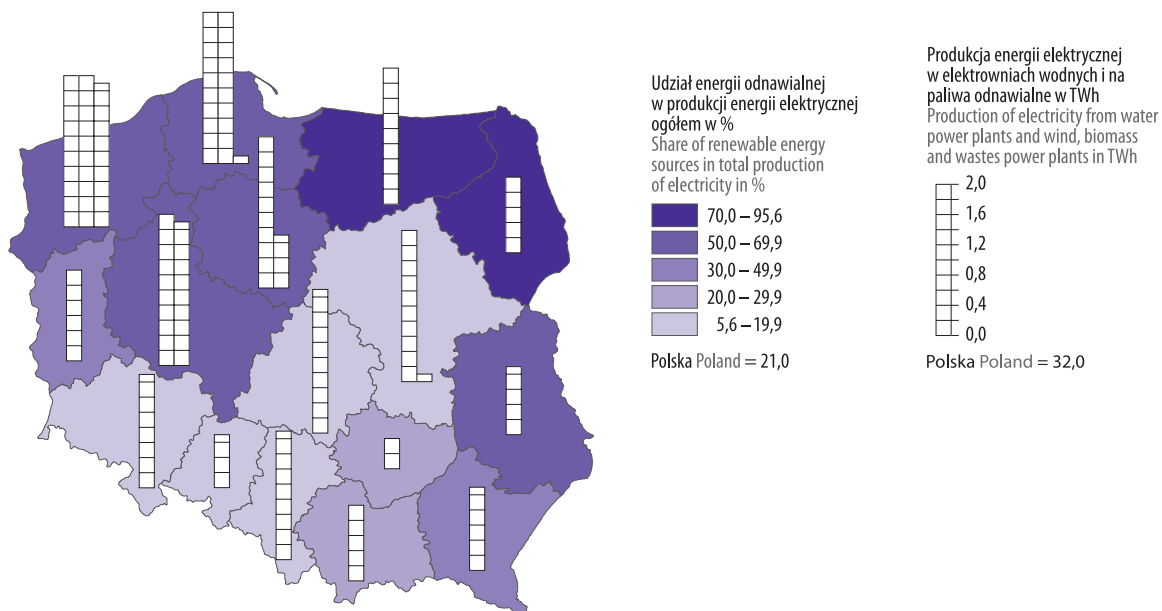 Udział energii odnawialnej
w produkcji energii elektrycznej
ogółem w %
Share of renewable energy
sources in total production
of electricity in %
70,0 – 95,6
50,0 – 69,9
30,0 – 49,9
20,0 – 29,9
5,6 – 19,9
Polska Poland = 21,0
Produkcja energii elektrycznej
w elektrowniach wodnych i na
paliwa odnawialne w TWh
Production of electricity from water
power plants and wind, biomass
and wastes power plants in TWh
2,0
1,6
1,2
0,8
0,4
0,0
Polska Poland = 32,0